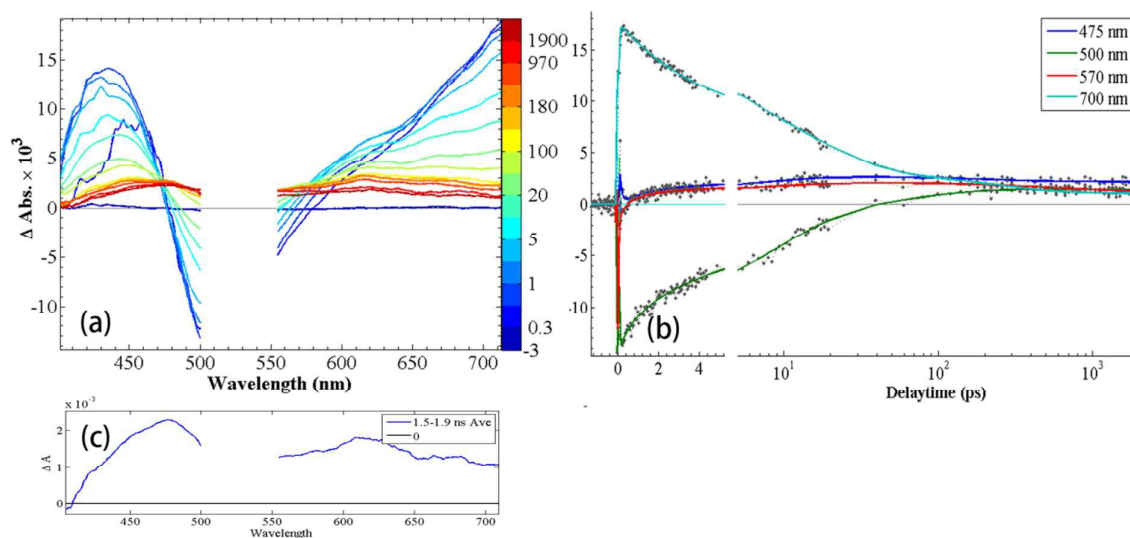 15
10
5
0
-5
-10
Δ Abs. × 10³
(a)
450 500 550 600 650 700
Wavelength (nm)
1900
970
180
100
20
5
1
0.3
-3
15
10
5
0
-5
-10
(b)
475 nm
500 nm
570 nm
700 nm
0 2 4 10¹ 10² 10³
Delaytime (ps)
x 10⁻³
(c)
1.5-1.9 ns Ave
0
2
1
0
Δ A
450 500 550 600 650 700
Wavelength